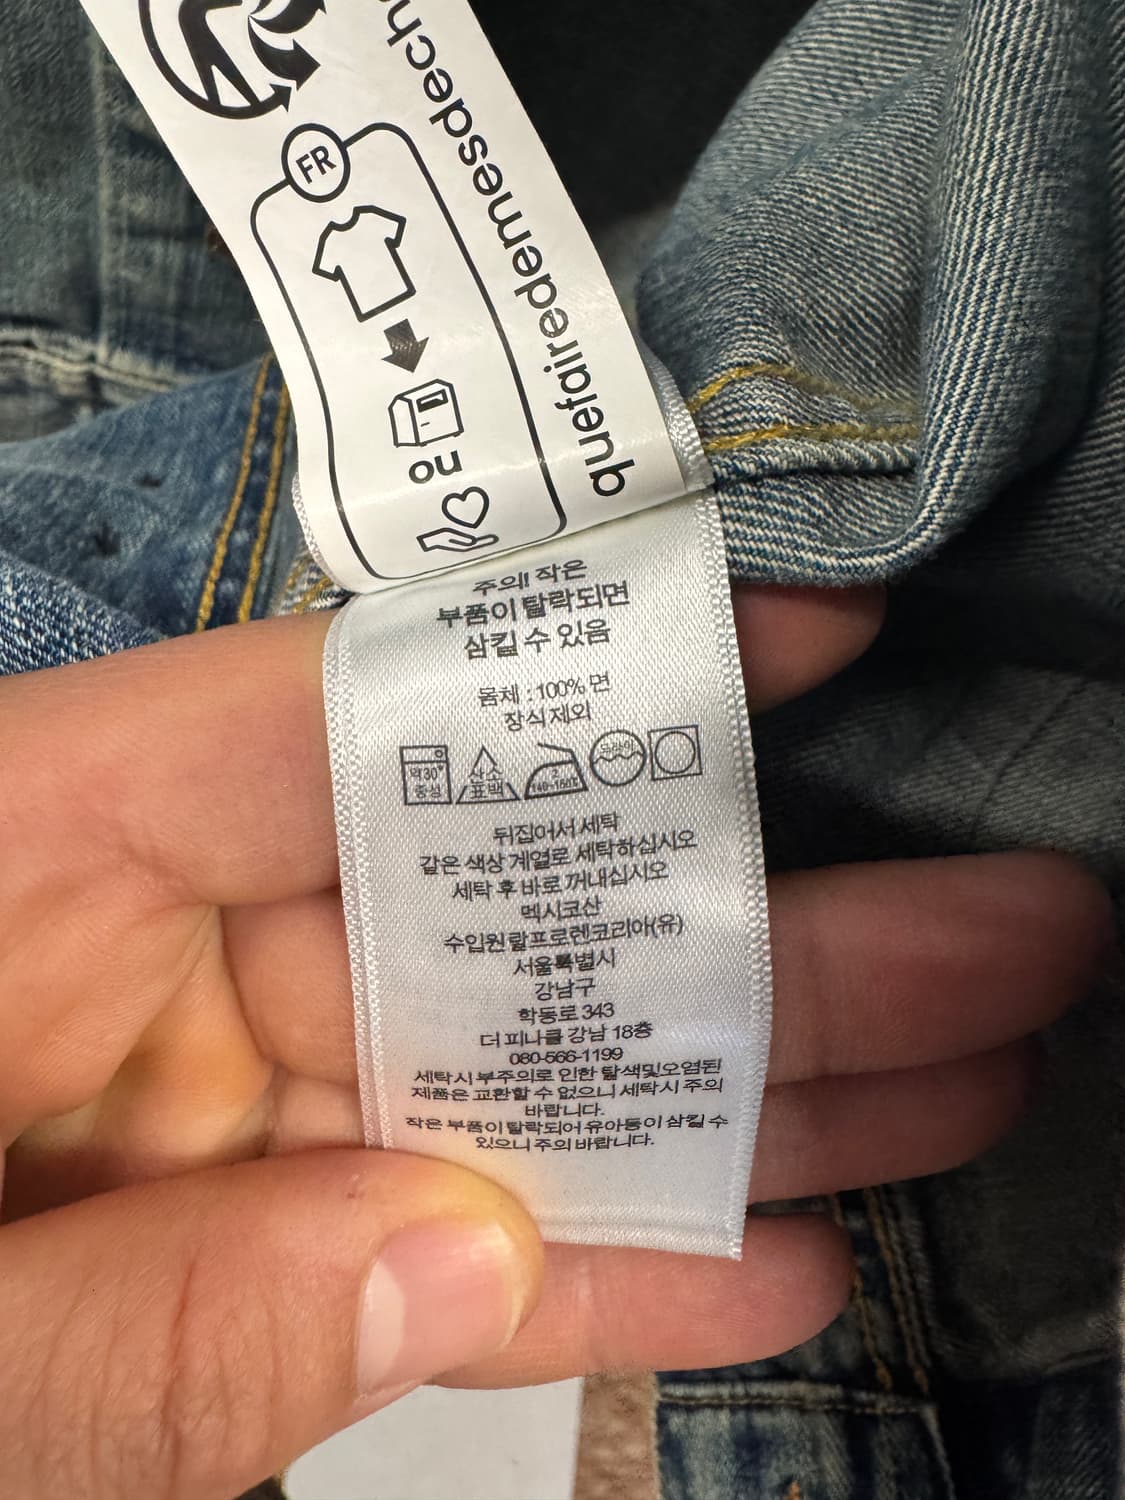 quefairedemesdech
FR
ou
주의! 작은
부품이 탈락되면
삼킬 수 있음
몸체 : 100% 면
장식 제외
약30°
중성
산소
표백
2
140~160℃
드라이
뒤집어서 세탁
같은 색상 계열로 세탁하십시오
세탁 후 바로 꺼내십시오
멕시코산
수입원 랄프로렌코리아(유)
서울특별시
강남구
학동로 343
더 피나클 강남 18층
080-566-1199
세탁시 부주의로 인한 탈색및오염된
제품은 교환할 수 없으니 세탁시 주의
바랍니다.
작은 부품이 탈락되어 유아등이 삼킬 수
있으니 주의 바랍니다.